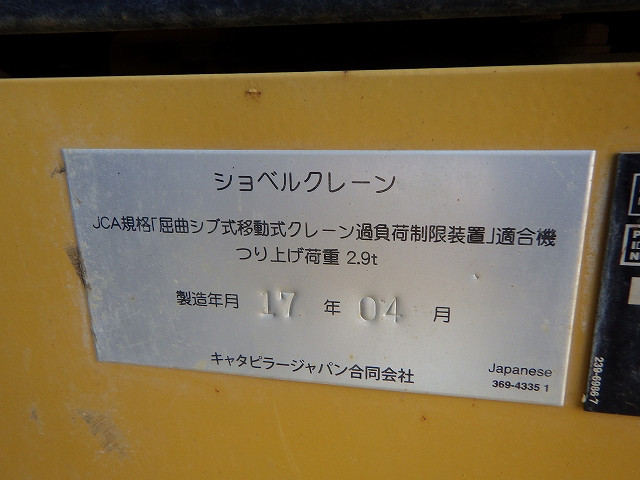 ショベルクレーン
JCA規格「屈曲ジブ式移動式クレーン過負荷制限装置」適合機
つり上げ荷重 2.9t
製造年月 17 年 04 月
キャタピラージャパン合同会社
Japanese
369-4335 1
239-6986 7